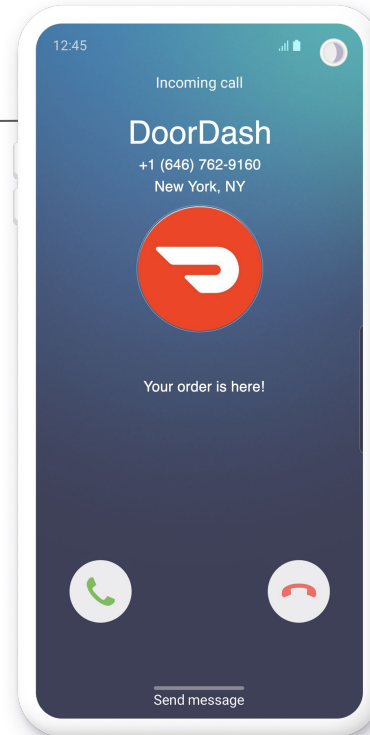 12:45
Incoming call
DoorDash
+1 (646) 762-9160
New York, NY
Your order is here!
Send message